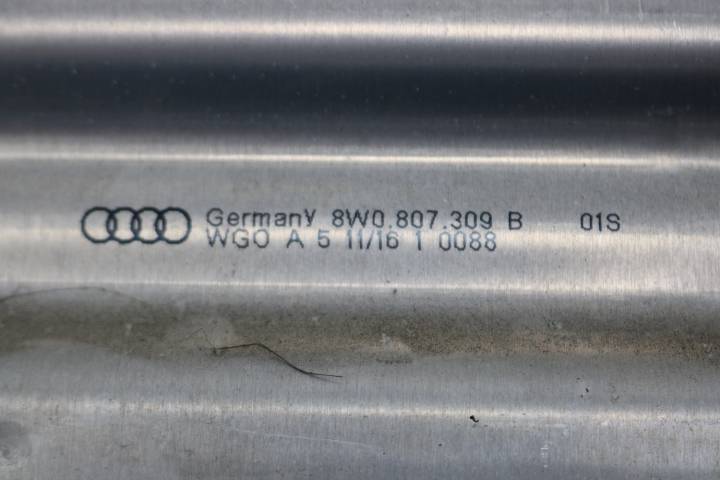 Germany 8W0.807.309 B 01S
WGO A 5 11/16 1 0088